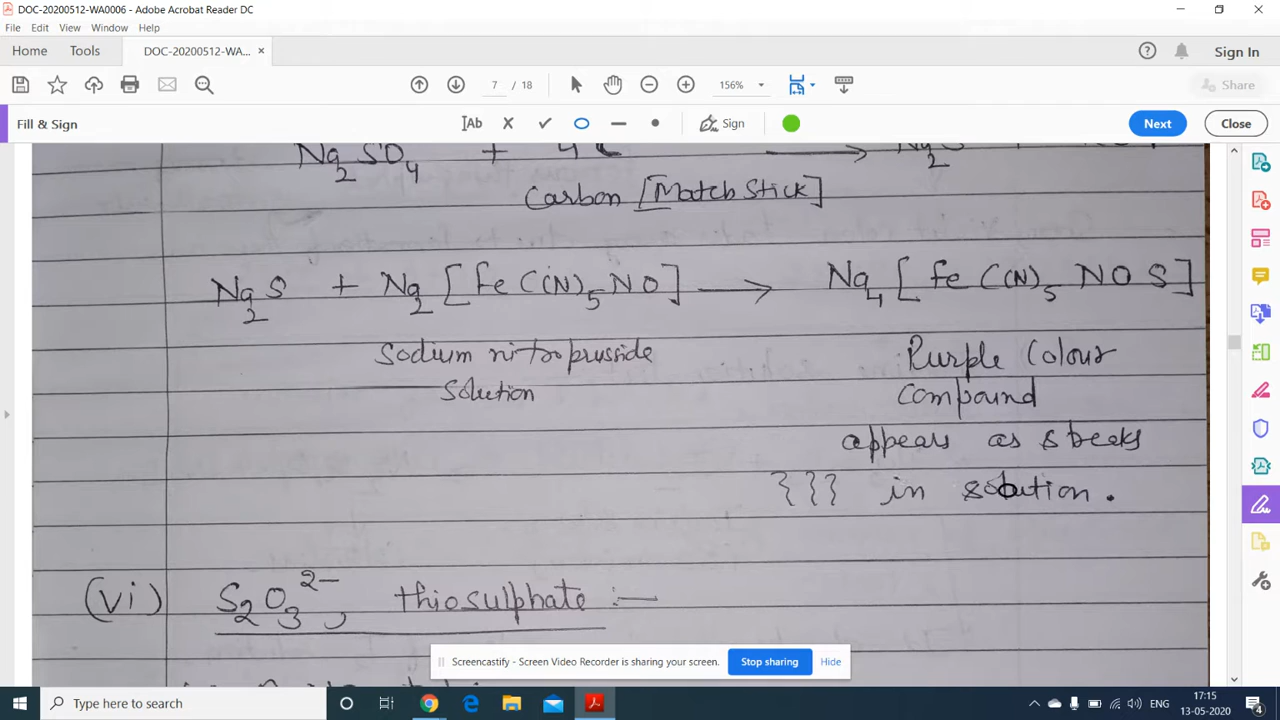 DOC-20200512-WA0006 - Adobe Acrobat Reader DC
File Edit View Window Help
Home Tools DOC-20200512-WA... × Sign In
7 / 18 156% Share
Fill & Sign Ab Sign Next Close
Na2SO4 + 4C → Na2S +
Carbon [Match Stick]
Na2S + Na2[Fe(CN)5NO] → Na4[Fe(CN)5NOS]
Sodium nitroprusside Purple Colour
Solution Compound
appears as streaks
}}} in solution.
(vi) S2O3^2-, thiosulphate :-
Screencastify - Screen Video Recorder is sharing your screen. Stop sharing Hide
Type here to search ENG 17:15
13-05-2020 4